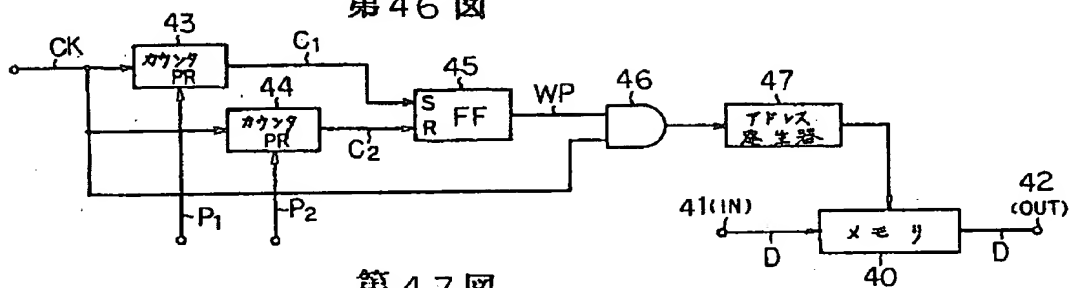 第46図
CK
43
カウンタ
PR
C1
44
カウンタ
PR
C2
45
S
R
FF
WP
46
47
アドレス
発生器
P1
P2
41(IN)
D
メモリ
40
D
42
(OUT)
第47図